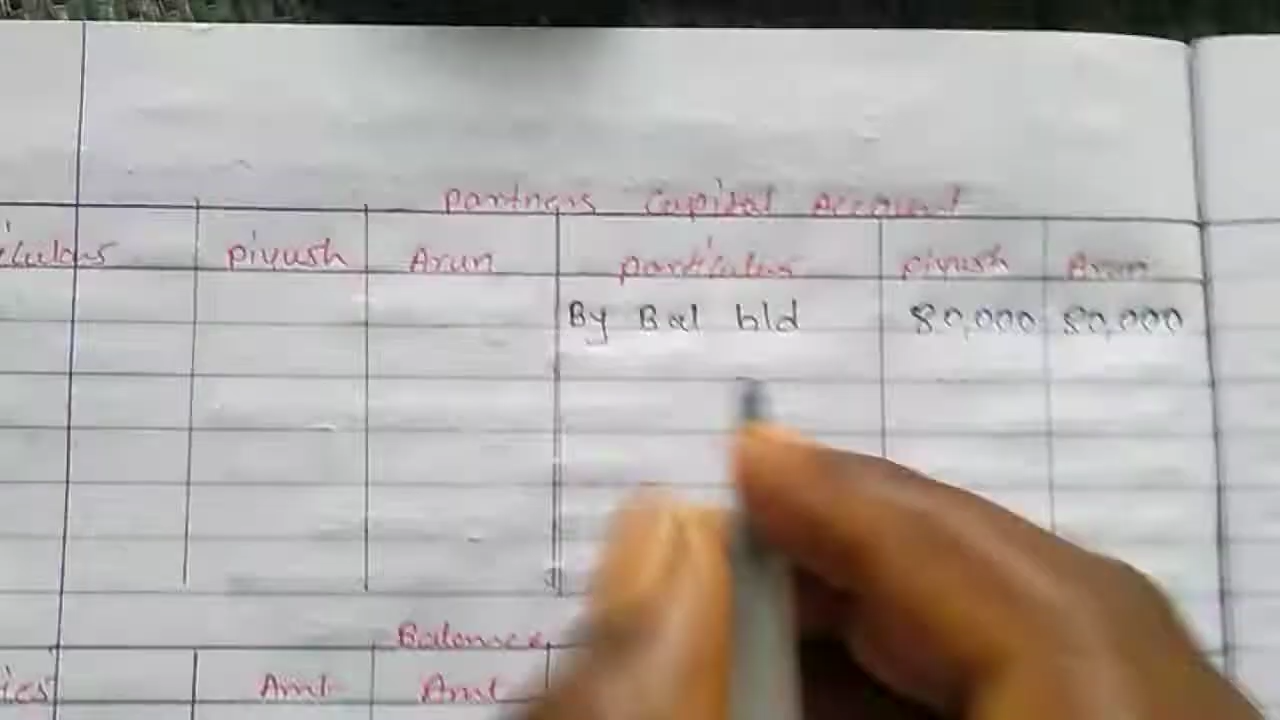 Partners Capital Account
piyush Arun particulars piyush Arun
By Bal bld 80,000 80,000
Balance
Amt Amt